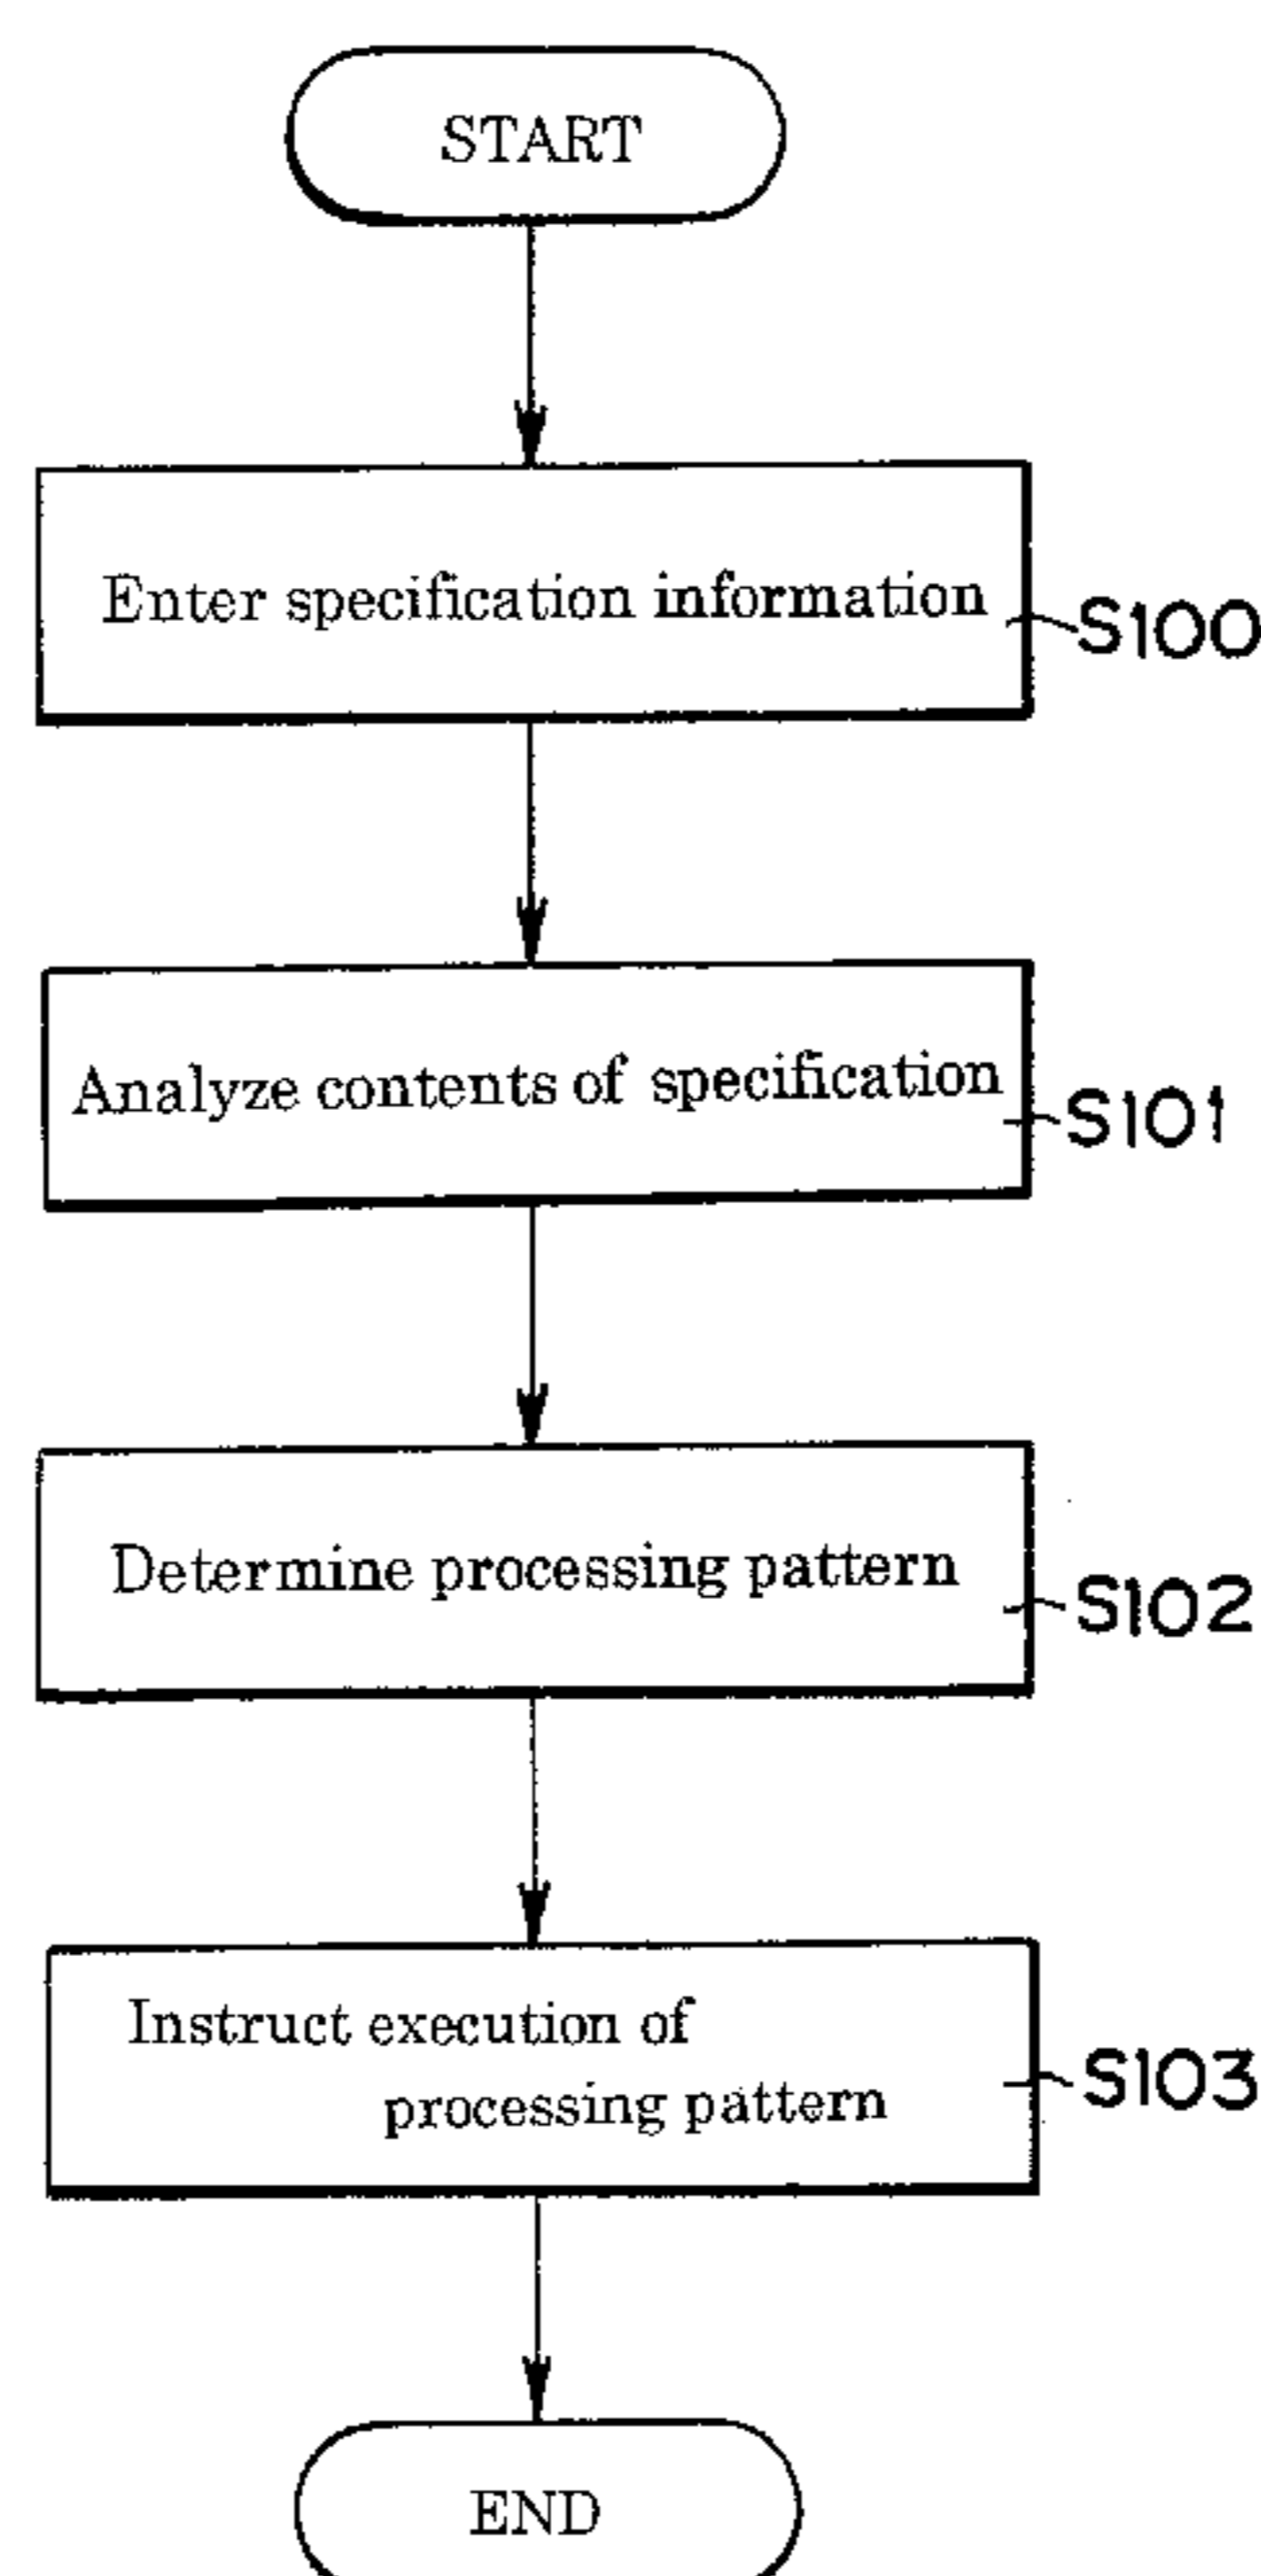 START
Enter specification information
S100
Analyze contents of specification
S101
Determine processing pattern
S102
Instruct execution of
processing pattern
S103
END